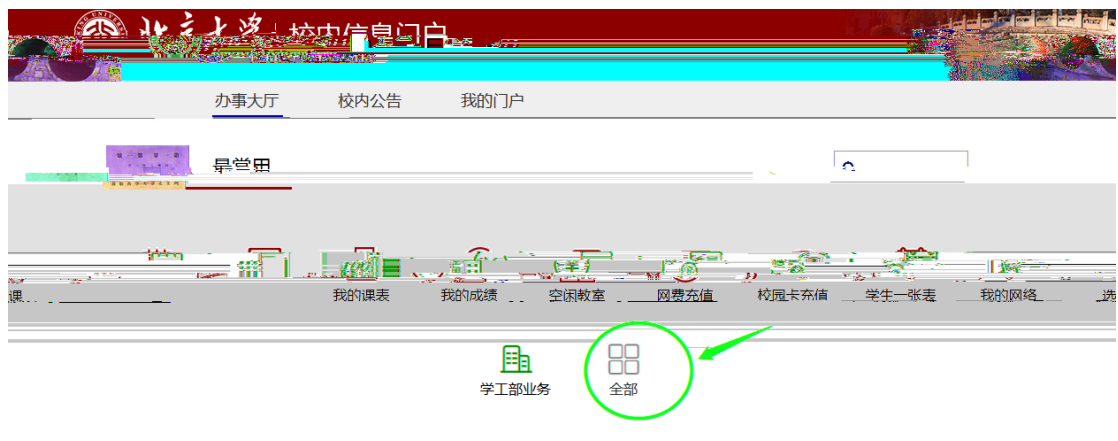 北京大学 校内信息门户
办事大厅 校内公告 我的门户
最常用
课 我的课表 我的成绩 空闲教室 网费充值 校园卡充值 学生一张表 我的网络 选
学工部业务 全部